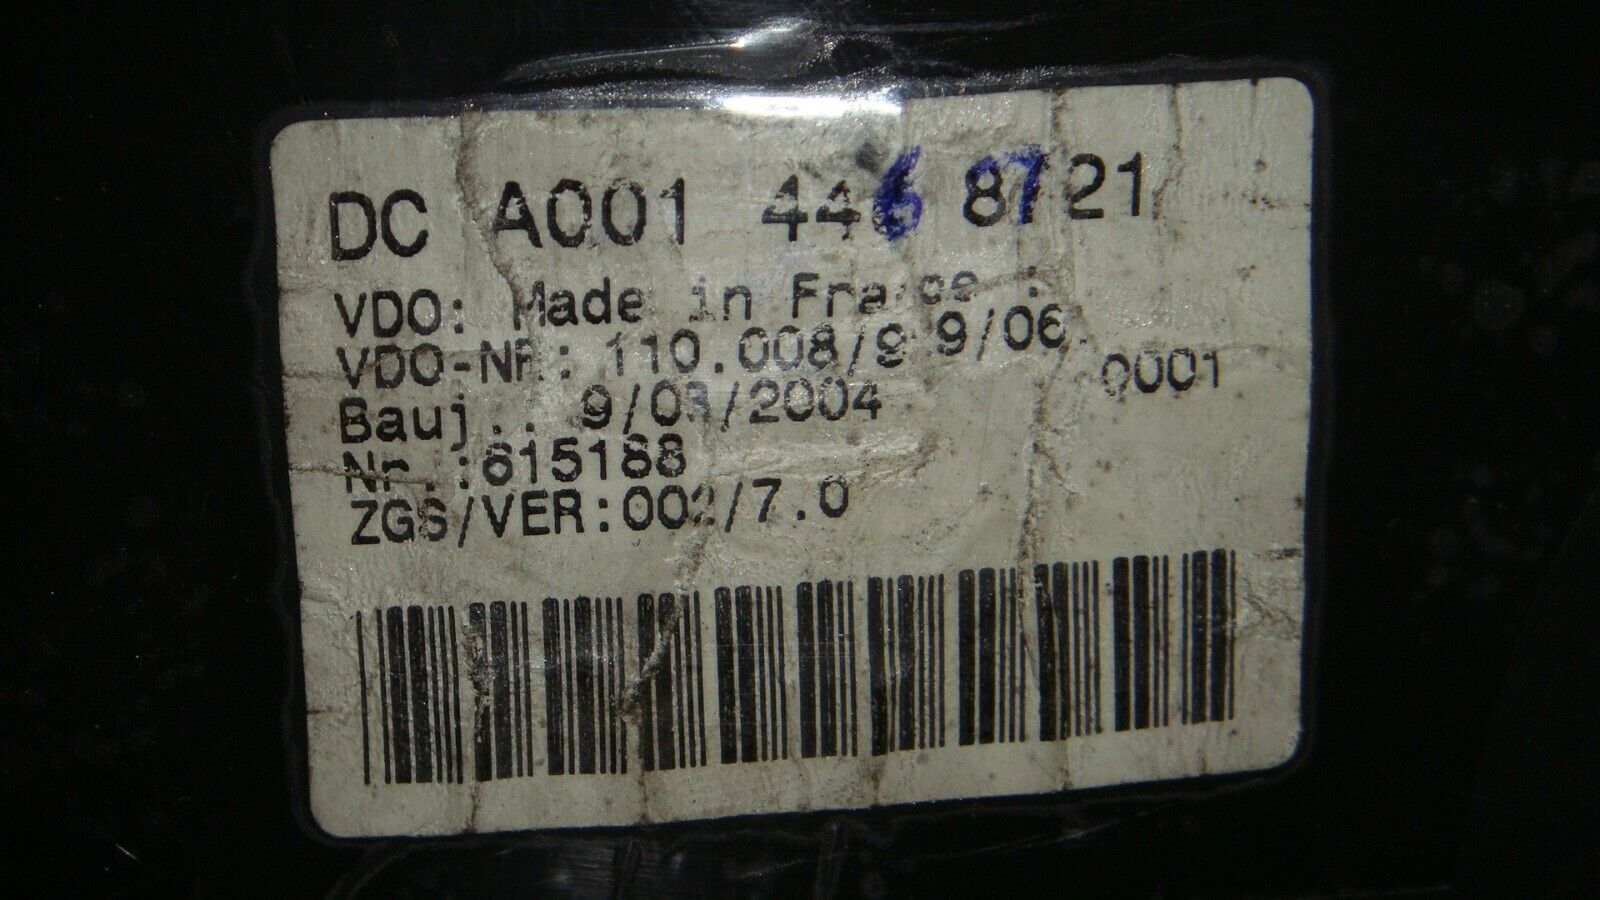 DC A001 446 8721
VDO: Made in France :
VDO-NR: 110.008/999/06 0001
Bauj.. 9/03/2004
Nr.:615188
ZGS/VER:002/7.0